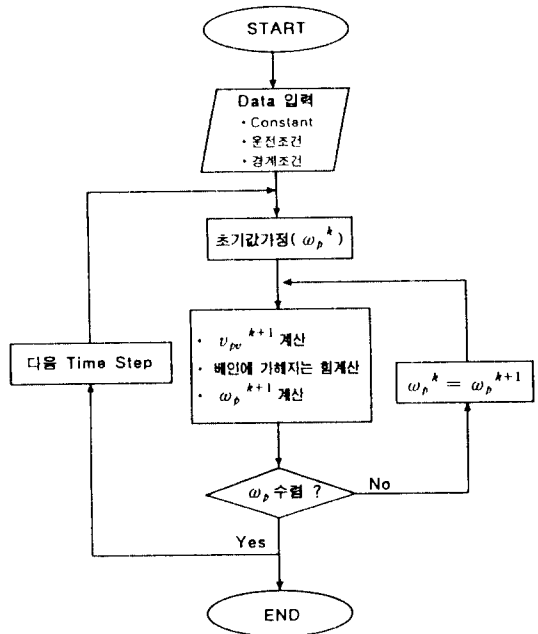 START
Data 입력
· Constant
· 운전조건
· 경계조건
초기값가정( ω_p^k )
· v_pv^{k+1} 계산
· 베인에 가해지는 힘계산
· ω_p^{k+1} 계산
다음 Time Step
ω_p^k = ω_p^{k+1}
ω_p 수렴 ?
No
Yes
END